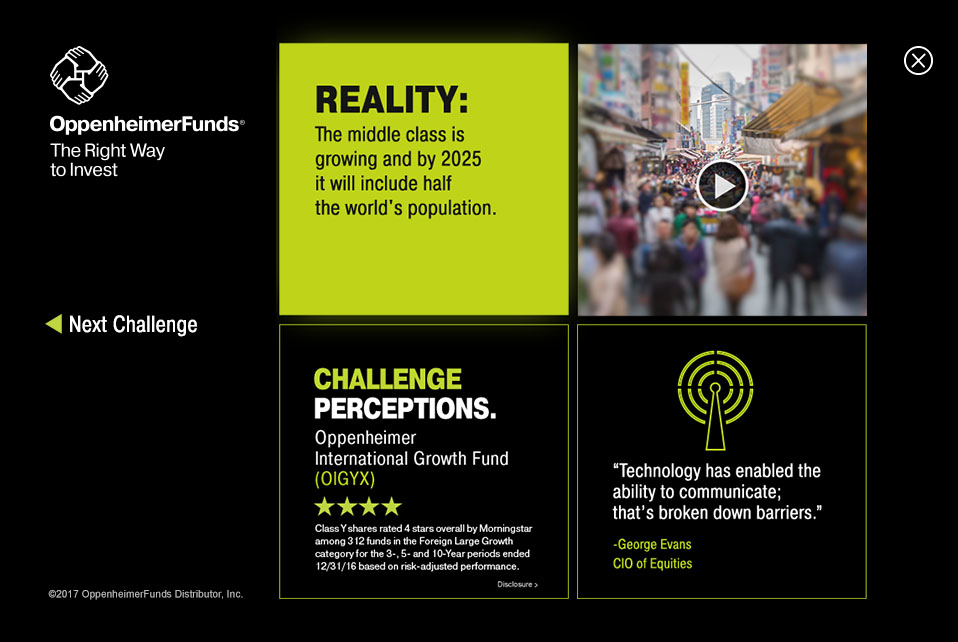 OppenheimerFunds®
The Right Way
to Invest
Next Challenge
©2017 OppenheimerFunds Distributor, Inc.
REALITY:
The middle class is
growing and by 2025
it will include half
the world's population.
CHALLENGE
PERCEPTIONS.
Oppenheimer
International Growth Fund
(OIGYX)
Class Y shares rated 4 stars overall by Morningstar
among 312 funds in the Foreign Large Growth
category for the 3-, 5- and 10-Year periods ended
12/31/16 based on risk-adjusted performance.
Disclosure >
“Technology has enabled the
ability to communicate;
that’s broken down barriers.”
-George Evans
CIO of Equities